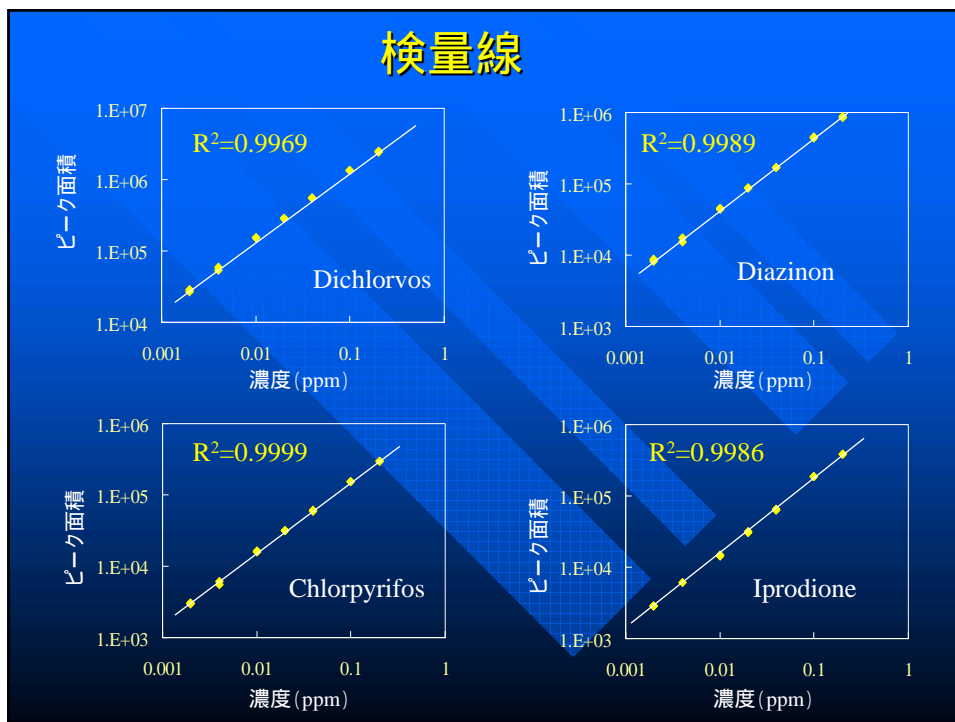 検量線
1.E+07
1.E+06
1.E+05
1.E+04
ピーク面積
R²=0.9969
Dichlorvos
0.001 0.01 0.1 1
濃度(ppm)
1.E+06
1.E+05
1.E+04
1.E+03
ピーク面積
R²=0.9989
Diazinon
0.001 0.01 0.1 1
濃度(ppm)
1.E+06
1.E+05
1.E+04
1.E+03
ピーク面積
R²=0.9999
Chlorpyrifos
0.001 0.01 0.1 1
濃度(ppm)
1.E+06
1.E+05
1.E+04
1.E+03
ピーク面積
R²=0.9986
Iprodione
0.001 0.01 0.1 1
濃度(ppm)